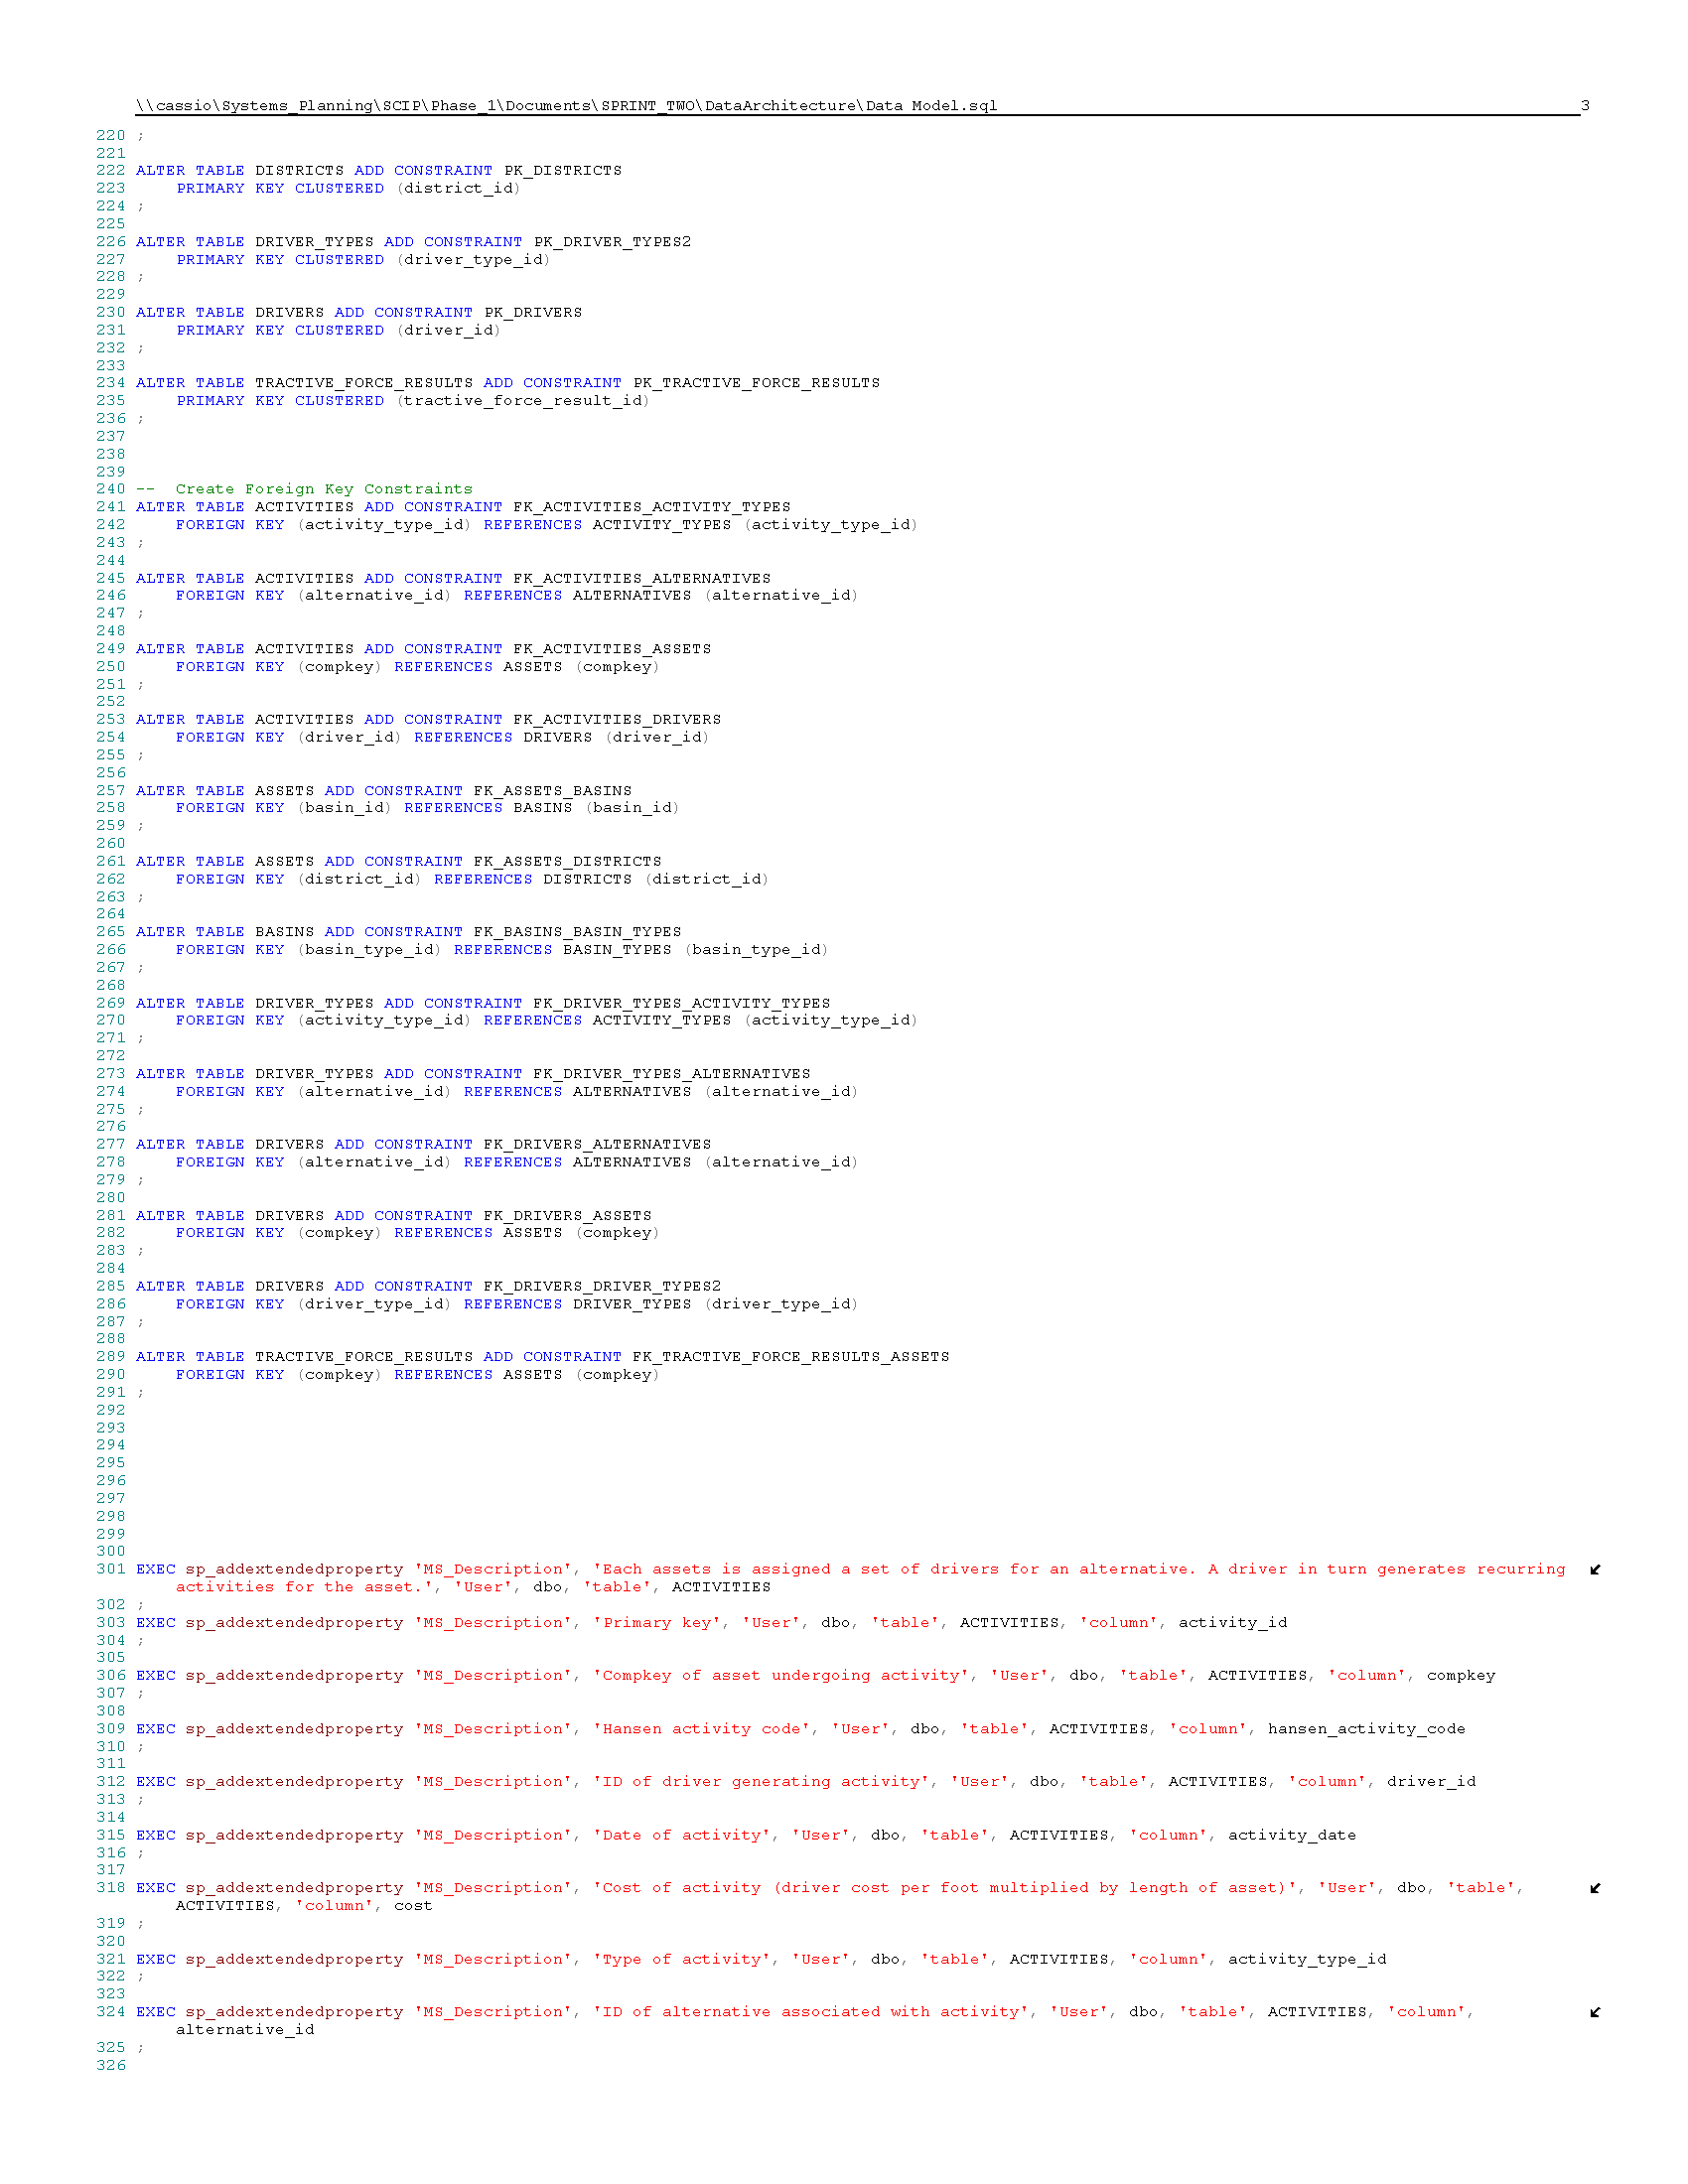 \\cassio\Systems_Planning\SCIP\Phase_1\Documents\SPRINT_TWO\DataArchitecture\Data Model.sql 3
220 ;
221
222 ALTER TABLE DISTRICTS ADD CONSTRAINT PK_DISTRICTS
223 PRIMARY KEY CLUSTERED (district_id)
224 ;
225
226 ALTER TABLE DRIVER_TYPES ADD CONSTRAINT PK_DRIVER_TYPES2
227 PRIMARY KEY CLUSTERED (driver_type_id)
228 ;
229
230 ALTER TABLE DRIVERS ADD CONSTRAINT PK_DRIVERS
231 PRIMARY KEY CLUSTERED (driver_id)
232 ;
233
234 ALTER TABLE TRACTIVE_FORCE_RESULTS ADD CONSTRAINT PK_TRACTIVE_FORCE_RESULTS
235 PRIMARY KEY CLUSTERED (tractive_force_result_id)
236 ;
237
238
239
240 -- Create Foreign Key Constraints
241 ALTER TABLE ACTIVITIES ADD CONSTRAINT FK_ACTIVITIES_ACTIVITY_TYPES
242 FOREIGN KEY (activity_type_id) REFERENCES ACTIVITY_TYPES (activity_type_id)
243 ;
244
245 ALTER TABLE ACTIVITIES ADD CONSTRAINT FK_ACTIVITIES_ALTERNATIVES
246 FOREIGN KEY (alternative_id) REFERENCES ALTERNATIVES (alternative_id)
247 ;
248
249 ALTER TABLE ACTIVITIES ADD CONSTRAINT FK_ACTIVITIES_ASSETS
250 FOREIGN KEY (compkey) REFERENCES ASSETS (compkey)
251 ;
252
253 ALTER TABLE ACTIVITIES ADD CONSTRAINT FK_ACTIVITIES_DRIVERS
254 FOREIGN KEY (driver_id) REFERENCES DRIVERS (driver_id)
255 ;
256
257 ALTER TABLE ASSETS ADD CONSTRAINT FK_ASSETS_BASINS
258 FOREIGN KEY (basin_id) REFERENCES BASINS (basin_id)
259 ;
260
261 ALTER TABLE ASSETS ADD CONSTRAINT FK_ASSETS_DISTRICTS
262 FOREIGN KEY (district_id) REFERENCES DISTRICTS (district_id)
263 ;
264
265 ALTER TABLE BASINS ADD CONSTRAINT FK_BASINS_BASIN_TYPES
266 FOREIGN KEY (basin_type_id) REFERENCES BASIN_TYPES (basin_type_id)
267 ;
268
269 ALTER TABLE DRIVER_TYPES ADD CONSTRAINT FK_DRIVER_TYPES_ACTIVITY_TYPES
270 FOREIGN KEY (activity_type_id) REFERENCES ACTIVITY_TYPES (activity_type_id)
271 ;
272
273 ALTER TABLE DRIVER_TYPES ADD CONSTRAINT FK_DRIVER_TYPES_ALTERNATIVES
274 FOREIGN KEY (alternative_id) REFERENCES ALTERNATIVES (alternative_id)
275 ;
276
277 ALTER TABLE DRIVERS ADD CONSTRAINT FK_DRIVERS_ALTERNATIVES
278 FOREIGN KEY (alternative_id) REFERENCES ALTERNATIVES (alternative_id)
279 ;
280
281 ALTER TABLE DRIVERS ADD CONSTRAINT FK_DRIVERS_ASSETS
282 FOREIGN KEY (compkey) REFERENCES ASSETS (compkey)
283 ;
284
285 ALTER TABLE DRIVERS ADD CONSTRAINT FK_DRIVERS_DRIVER_TYPES2
286 FOREIGN KEY (driver_type_id) REFERENCES DRIVER_TYPES (driver_type_id)
287 ;
288
289 ALTER TABLE TRACTIVE_FORCE_RESULTS ADD CONSTRAINT FK_TRACTIVE_FORCE_RESULTS_ASSETS
290 FOREIGN KEY (compkey) REFERENCES ASSETS (compkey)
291 ;
292
293
294
295
296
297
298
299
300
301 EXEC sp_addextendedproperty 'MS_Description', 'Each assets is assigned a set of drivers for an alternative. A driver in turn generates recurring
activities for the asset.', 'User', dbo, 'table', ACTIVITIES
302 ;
303 EXEC sp_addextendedproperty 'MS_Description', 'Primary key', 'User', dbo, 'table', ACTIVITIES, 'column', activity_id
304 ;
305
306 EXEC sp_addextendedproperty 'MS_Description', 'Compkey of asset undergoing activity', 'User', dbo, 'table', ACTIVITIES, 'column', compkey
307 ;
308
309 EXEC sp_addextendedproperty 'MS_Description', 'Hansen activity code', 'User', dbo, 'table', ACTIVITIES, 'column', hansen_activity_code
310 ;
311
312 EXEC sp_addextendedproperty 'MS_Description', 'ID of driver generating activity', 'User', dbo, 'table', ACTIVITIES, 'column', driver_id
313 ;
314
315 EXEC sp_addextendedproperty 'MS_Description', 'Date of activity', 'User', dbo, 'table', ACTIVITIES, 'column', activity_date
316 ;
317
318 EXEC sp_addextendedproperty 'MS_Description', 'Cost of activity (driver cost per foot multiplied by length of asset)', 'User', dbo, 'table',
ACTIVITIES, 'column', cost
319 ;
320
321 EXEC sp_addextendedproperty 'MS_Description', 'Type of activity', 'User', dbo, 'table', ACTIVITIES, 'column', activity_type_id
322 ;
323
324 EXEC sp_addextendedproperty 'MS_Description', 'ID of alternative associated with activity', 'User', dbo, 'table', ACTIVITIES, 'column',
alternative_id
325 ;
326